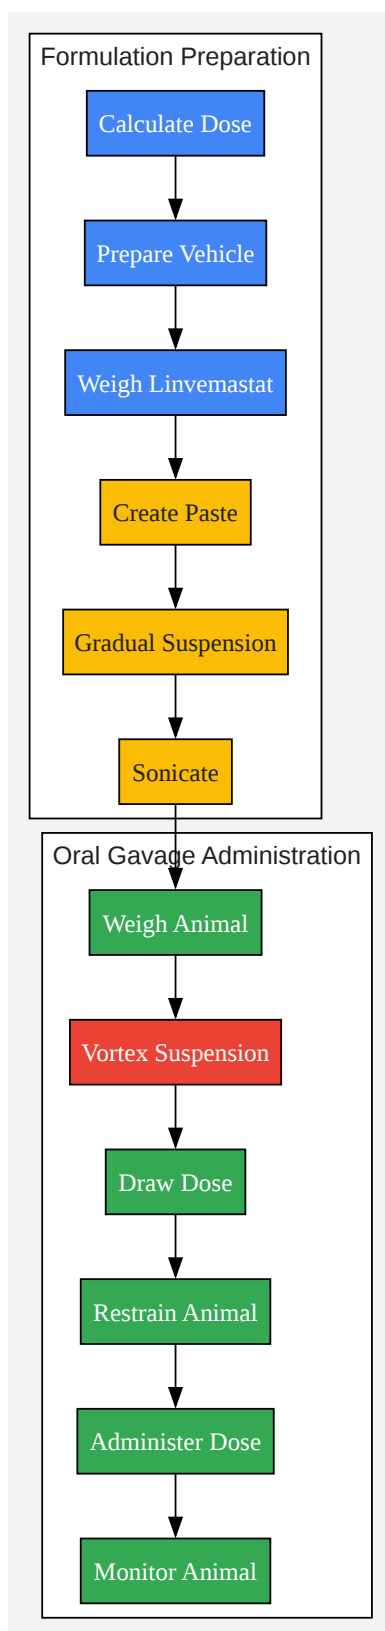 Formulation Preparation
Calculate Dose
Prepare Vehicle
Weigh Linvemastat
Create Paste
Gradual Suspension
Sonicate
Oral Gavage Administration
Weigh Animal
Vortex Suspension
Draw Dose
Restrain Animal
Administer Dose
Monitor Animal